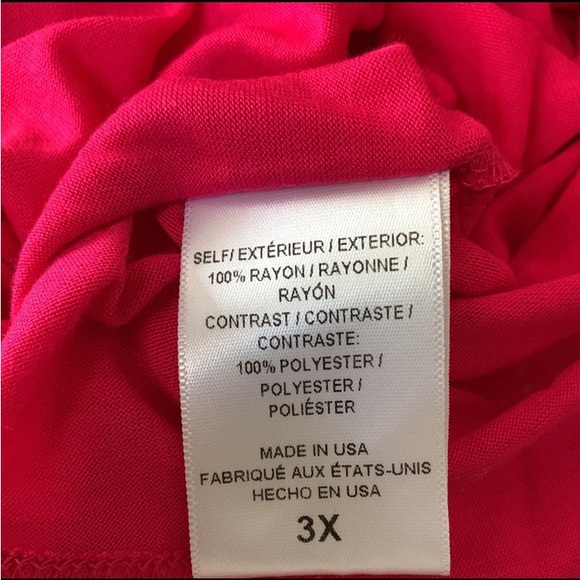 SELF/ EXTÉRIEUR / EXTERIOR:
100% RAYON / RAYONNE /
RAYÓN
CONTRAST / CONTRASTE /
CONTRASTE:
100% POLYESTER /
POLYESTER /
POLIÉSTER
MADE IN USA
FABRIQUÉ AUX ÉTATS-UNIS
HECHO EN USA
3X